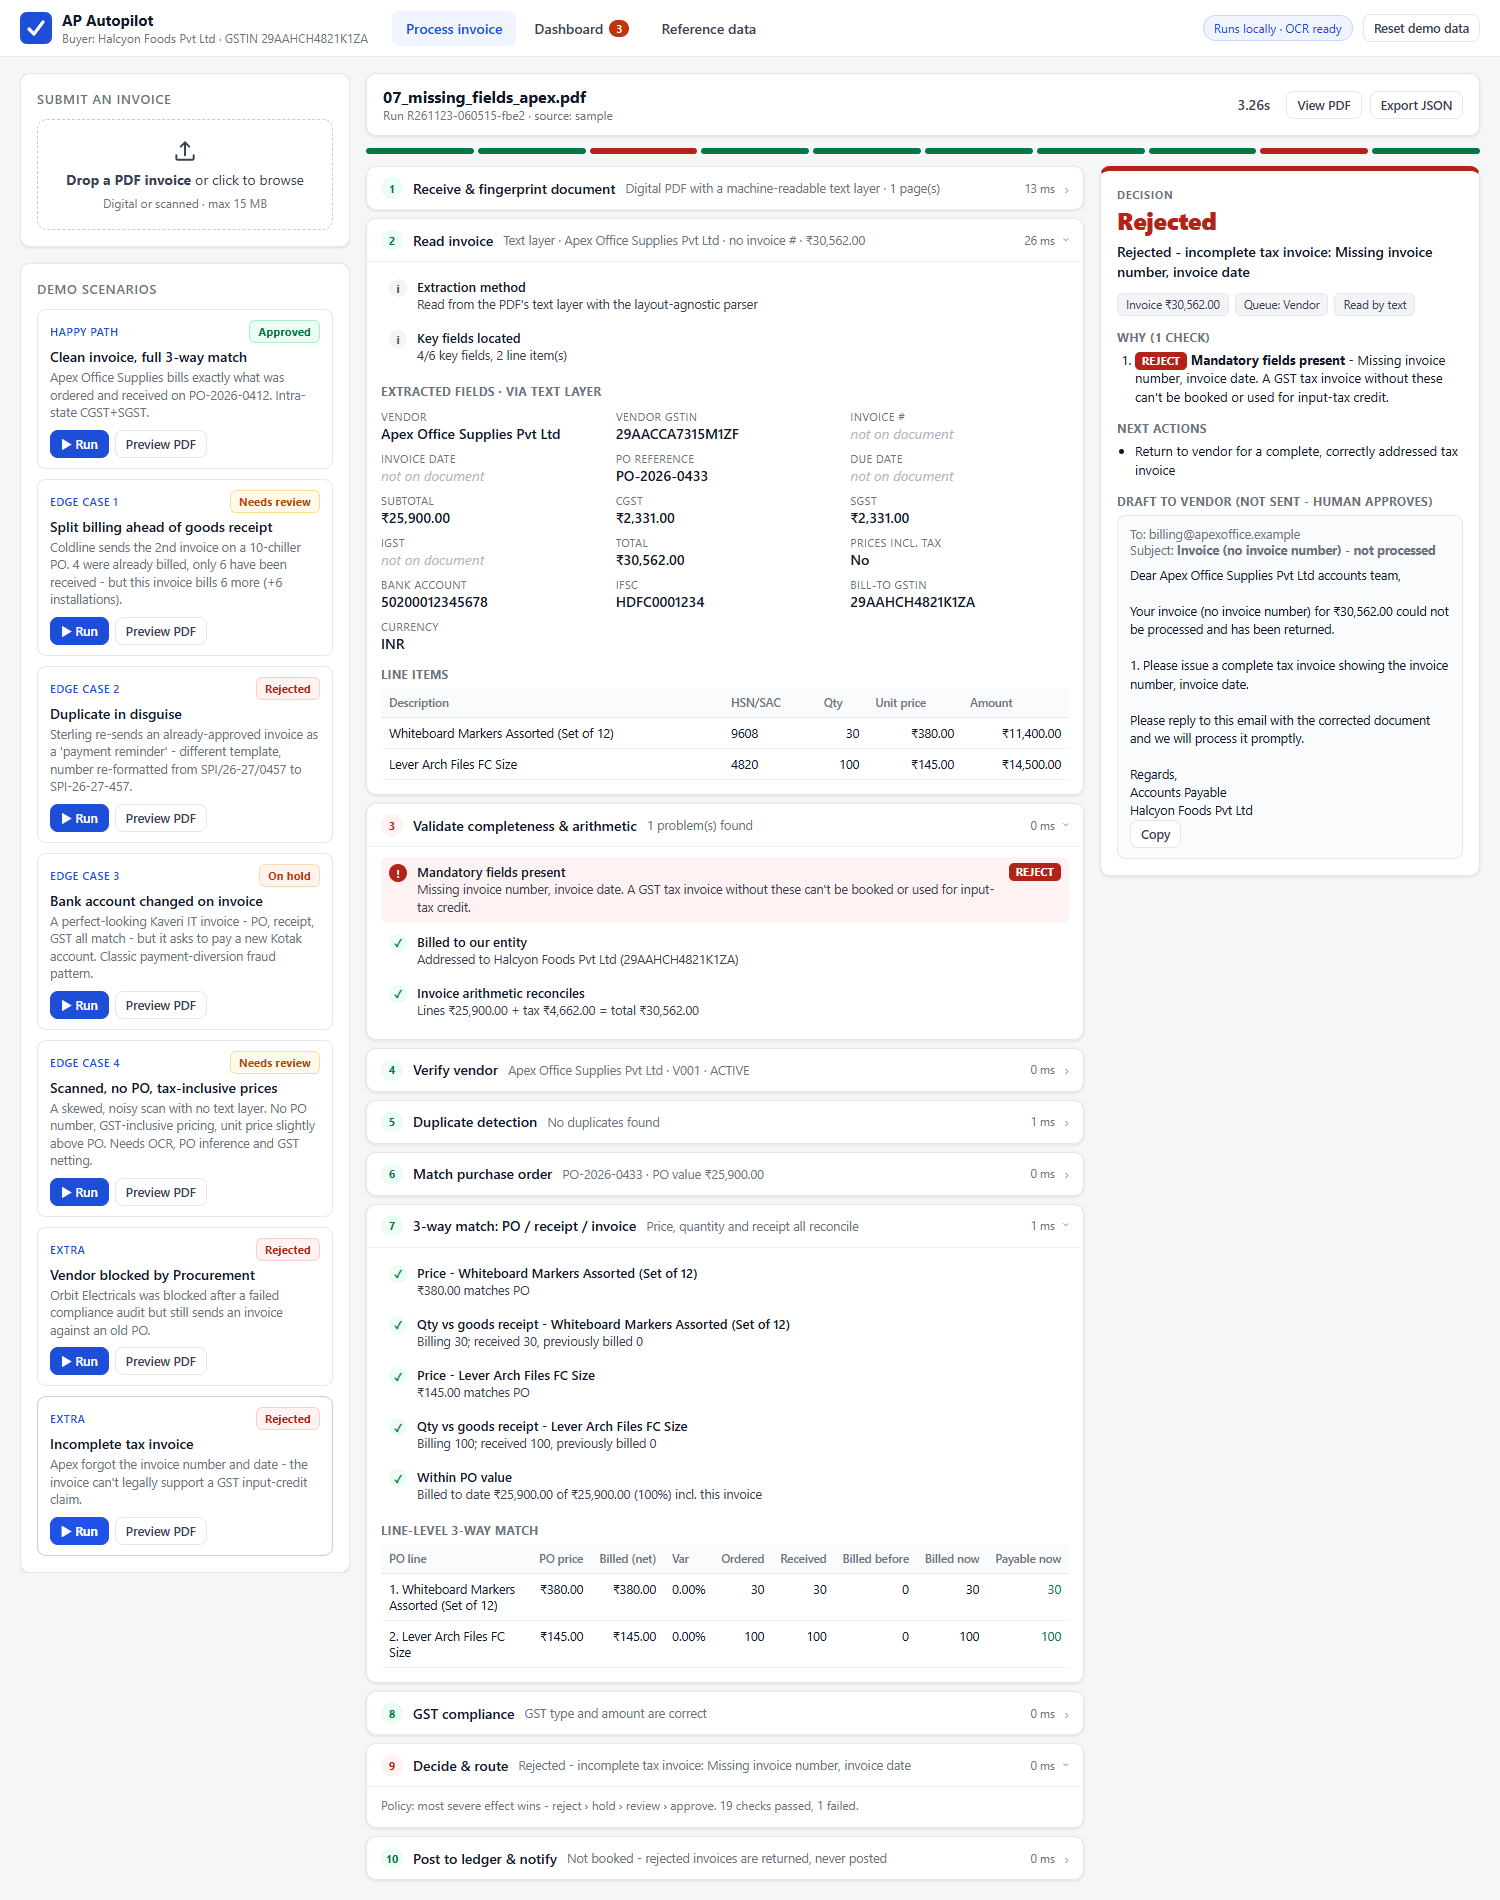 AP Autopilot
Buyer: Halcyon Foods Pvt Ltd · GSTIN 29AAHCH4821K1ZA
Process invoice
Dashboard 3
Reference data
Runs locally · OCR ready
Reset demo data
SUBMIT AN INVOICE
Drop a PDF invoice or click to browse
Digital or scanned · max 15 MB
DEMO SCENARIOS
HAPPY PATH
Approved
Clean invoice, full 3-way match
Apex Office Supplies bills exactly what was
ordered and received on PO-2026-0412. Intra-
state CGST+SGST.
▶ Run
Preview PDF
EDGE CASE 1
Needs review
Split billing ahead of goods receipt
Coldline sends the 2nd invoice on a 10-chiller
PO. 4 were already billed, only 6 have been
received - but this invoice bills 6 more (+6
installations).
▶ Run
Preview PDF
EDGE CASE 2
Rejected
Duplicate in disguise
Sterling re-sends an already-approved invoice as
a 'payment reminder' - different template,
number re-formatted from SPI/26-27/0457 to
SPI-26-27-457.
▶ Run
Preview PDF
EDGE CASE 3
On hold
Bank account changed on invoice
A perfect-looking Kaveri IT invoice - PO, receipt,
GST all match - but it asks to pay a new Kotak
account. Classic payment-diversion fraud
pattern.
▶ Run
Preview PDF
EDGE CASE 4
Needs review
Scanned, no PO, tax-inclusive prices
A skewed, noisy scan with no text layer. No PO
number, GST-inclusive pricing, unit price slightly
above PO. Needs OCR, PO inference and GST
netting.
▶ Run
Preview PDF
EXTRA
Rejected
Vendor blocked by Procurement
Orbit Electricals was blocked after a failed
compliance audit but still sends an invoice
against an old PO.
▶ Run
Preview PDF
EXTRA
Rejected
Incomplete tax invoice
Apex forgot the invoice number and date - the
invoice can't legally support a GST input-credit
claim.
▶ Run
Preview PDF
07_missing_fields_apex.pdf
Run R261123-060515-fbe2 · source: sample
3.26s
View PDF
Export JSON
1 Receive & fingerprint document Digital PDF with a machine-readable text layer · 1 page(s) 13 ms
2 Read invoice Text layer · Apex Office Supplies Pvt Ltd · no invoice # · ₹30,562.00 26 ms
i Extraction method
Read from the PDF's text layer with the layout-agnostic parser
i Key fields located
4/6 key fields, 2 line item(s)
EXTRACTED FIELDS · VIA TEXT LAYER
VENDOR VENDOR GSTIN INVOICE #
Apex Office Supplies Pvt Ltd 29AACCA7315M1ZF not on document
INVOICE DATE PO REFERENCE DUE DATE
not on document PO-2026-0433 not on document
SUBTOTAL CGST SGST
₹25,900.00 ₹2,331.00 ₹2,331.00
IGST TOTAL PRICES INCL. TAX
not on document ₹30,562.00 No
BANK ACCOUNT IFSC BILL-TO GSTIN
50200012345678 HDFC0001234 29AAHCH4821K1ZA
CURRENCY
INR
LINE ITEMS
Description HSN/SAC Qty Unit price Amount
Whiteboard Markers Assorted (Set of 12) 9608 30 ₹380.00 ₹11,400.00
Lever Arch Files FC Size 4820 100 ₹145.00 ₹14,500.00
3 Validate completeness & arithmetic 1 problem(s) found 0 ms
! Mandatory fields present REJECT
Missing invoice number, invoice date. A GST tax invoice without these can't be booked or used for input-
tax credit.
✓ Billed to our entity
Addressed to Halcyon Foods Pvt Ltd (29AAHCH4821K1ZA)
✓ Invoice arithmetic reconciles
Lines ₹25,900.00 + tax ₹4,662.00 = total ₹30,562.00
4 Verify vendor Apex Office Supplies Pvt Ltd · V001 · ACTIVE 0 ms
5 Duplicate detection No duplicates found 1 ms
6 Match purchase order PO-2026-0433 · PO value ₹25,900.00 0 ms
7 3-way match: PO / receipt / invoice Price, quantity and receipt all reconcile 1 ms
✓ Price - Whiteboard Markers Assorted (Set of 12)
₹380.00 matches PO
✓ Qty vs goods receipt - Whiteboard Markers Assorted (Set of 12)
Billing 30; received 30, previously billed 0
✓ Price - Lever Arch Files FC Size
₹145.00 matches PO
✓ Qty vs goods receipt - Lever Arch Files FC Size
Billing 100; received 100, previously billed 0
✓ Within PO value
Billed to date ₹25,900.00 of ₹25,900.00 (100%) incl. this invoice
LINE-LEVEL 3-WAY MATCH
PO line PO price Billed (net) Var Ordered Received Billed before Billed now Payable now
1. Whiteboard Markers ₹380.00 ₹380.00 0.00% 30 30 0 30 30
Assorted (Set of 12)
2. Lever Arch Files FC ₹145.00 ₹145.00 0.00% 100 100 0 100 100
Size
8 GST compliance GST type and amount are correct 0 ms
9 Decide & route Rejected - incomplete tax invoice: Missing invoice number, invoice date 0 ms
Policy: most severe effect wins - reject › hold › review › approve. 19 checks passed, 1 failed.
10 Post to ledger & notify Not booked - rejected invoices are returned, never posted 0 ms
DECISION
Rejected
Rejected - incomplete tax invoice: Missing invoice
number, invoice date
Invoice ₹30,562.00
Queue: Vendor
Read by text
WHY (1 CHECK)
1. REJECT Mandatory fields present - Missing invoice
number, invoice date. A GST tax invoice without these
can't be booked or used for input-tax credit.
NEXT ACTIONS
• Return to vendor for a complete, correctly addressed tax
invoice
DRAFT TO VENDOR (NOT SENT - HUMAN APPROVES)
To: billing@apexoffice.example
Subject: Invoice (no invoice number) - not processed
Dear Apex Office Supplies Pvt Ltd accounts team,
Your invoice (no invoice number) for ₹30,562.00 could not
be processed and has been returned.
1. Please issue a complete tax invoice showing the invoice
number, invoice date.
Please reply to this email with the corrected document
and we will process it promptly.
Regards,
Accounts Payable
Halcyon Foods Pvt Ltd
Copy